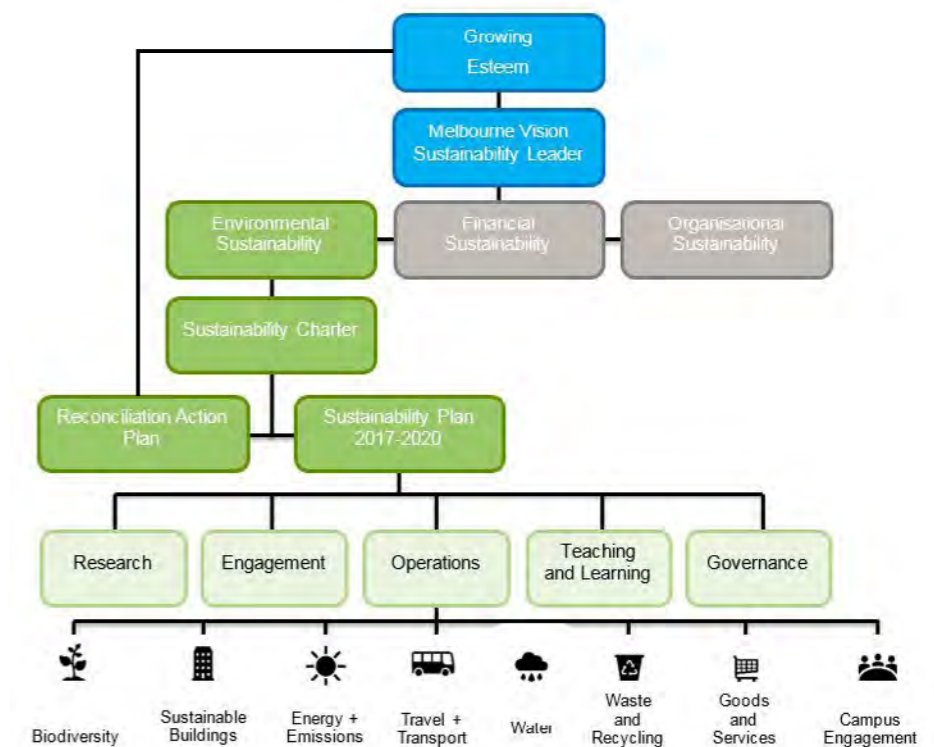 Growing
Esteem
Melbourne Vision
Sustainability Leader
Environmental
Sustainability
Financial
Sustainability
Organisational
Sustainability
Sustainability Charter
Reconciliation Action
Plan
Sustainability Plan
2017-2020
Research
Engagement
Operations
Teaching
and Learning
Governance
Biodiversity
Sustainable
Buildings
Energy +
Emissions
Travel +
Transport
Water
Waste
and
Recycling
Goods
and
Services
Campus
Engagement